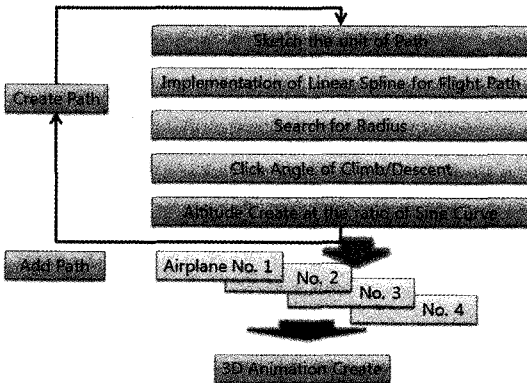 Sketch the unit of Path
Implementation of Linear Spline for Flight Path
Create Path
Search for Radius
Click Angle of Climb/Descent
Altitude Create at the ratio of Sine Curve
Add Path
Airplane No. 1
No. 2
No. 3
No. 4
3D Animation Create